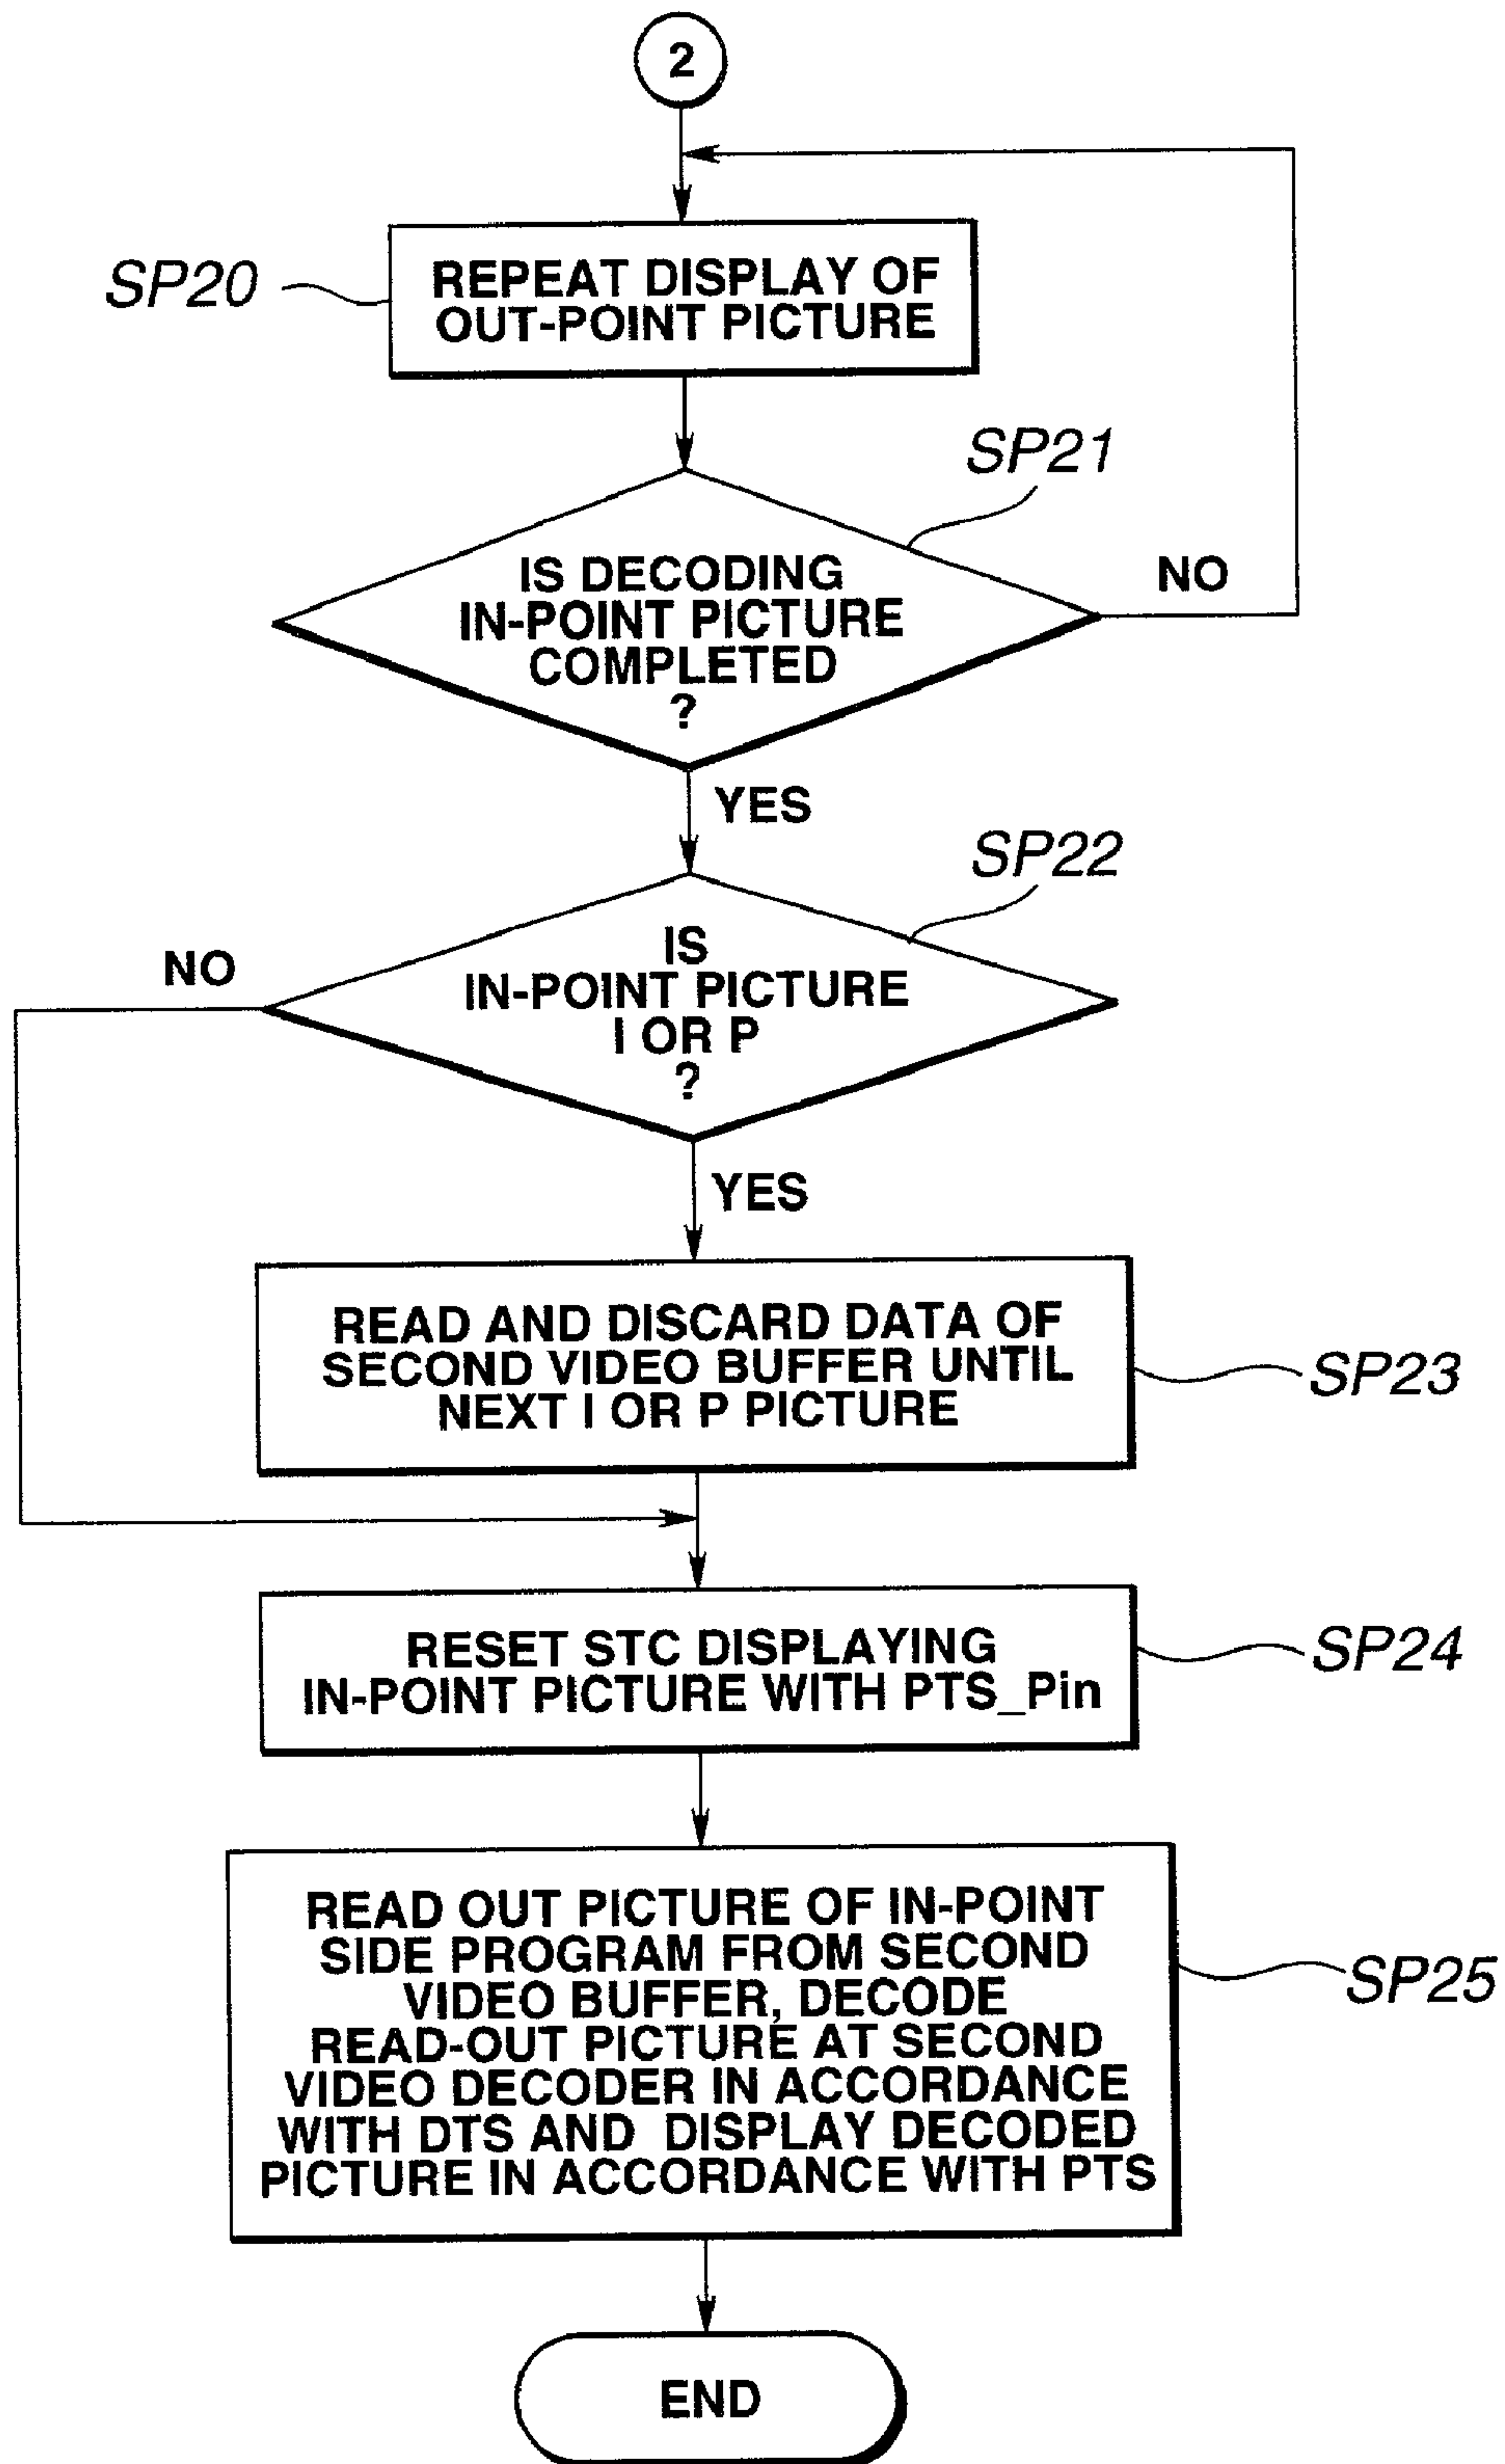 2
SP20
REPEAT DISPLAY OF
OUT-POINT PICTURE
SP21
IS DECODING
IN-POINT PICTURE
COMPLETED
?
NO
YES
SP22
IS
IN-POINT PICTURE
I OR P
?
NO
YES
READ AND DISCARD DATA OF
SECOND VIDEO BUFFER UNTIL
NEXT I OR P PICTURE
SP23
RESET STC DISPLAYING
IN-POINT PICTURE WITH PTS_Pin
SP24
READ OUT PICTURE OF IN-POINT
SIDE PROGRAM FROM SECOND
VIDEO BUFFER, DECODE
READ-OUT PICTURE AT SECOND
VIDEO DECODER IN ACCORDANCE
WITH DTS AND DISPLAY DECODED
PICTURE IN ACCORDANCE WITH PTS
SP25
END